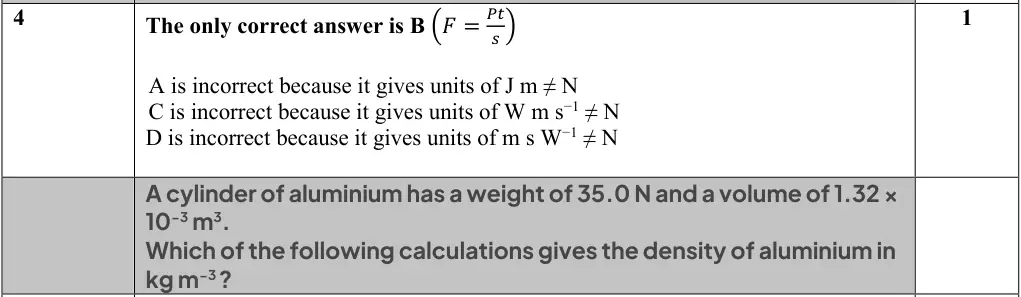 4
The only correct answer is B (F = Pt/s)
1
A is incorrect because it gives units of J m ≠ N
C is incorrect because it gives units of W m s⁻¹ ≠ N
D is incorrect because it gives units of m s W⁻¹ ≠ N
A cylinder of aluminium has a weight of 35.0 N and a volume of 1.32 ×
10⁻³ m³.
Which of the following calculations gives the density of aluminium in
kg m⁻³ ?